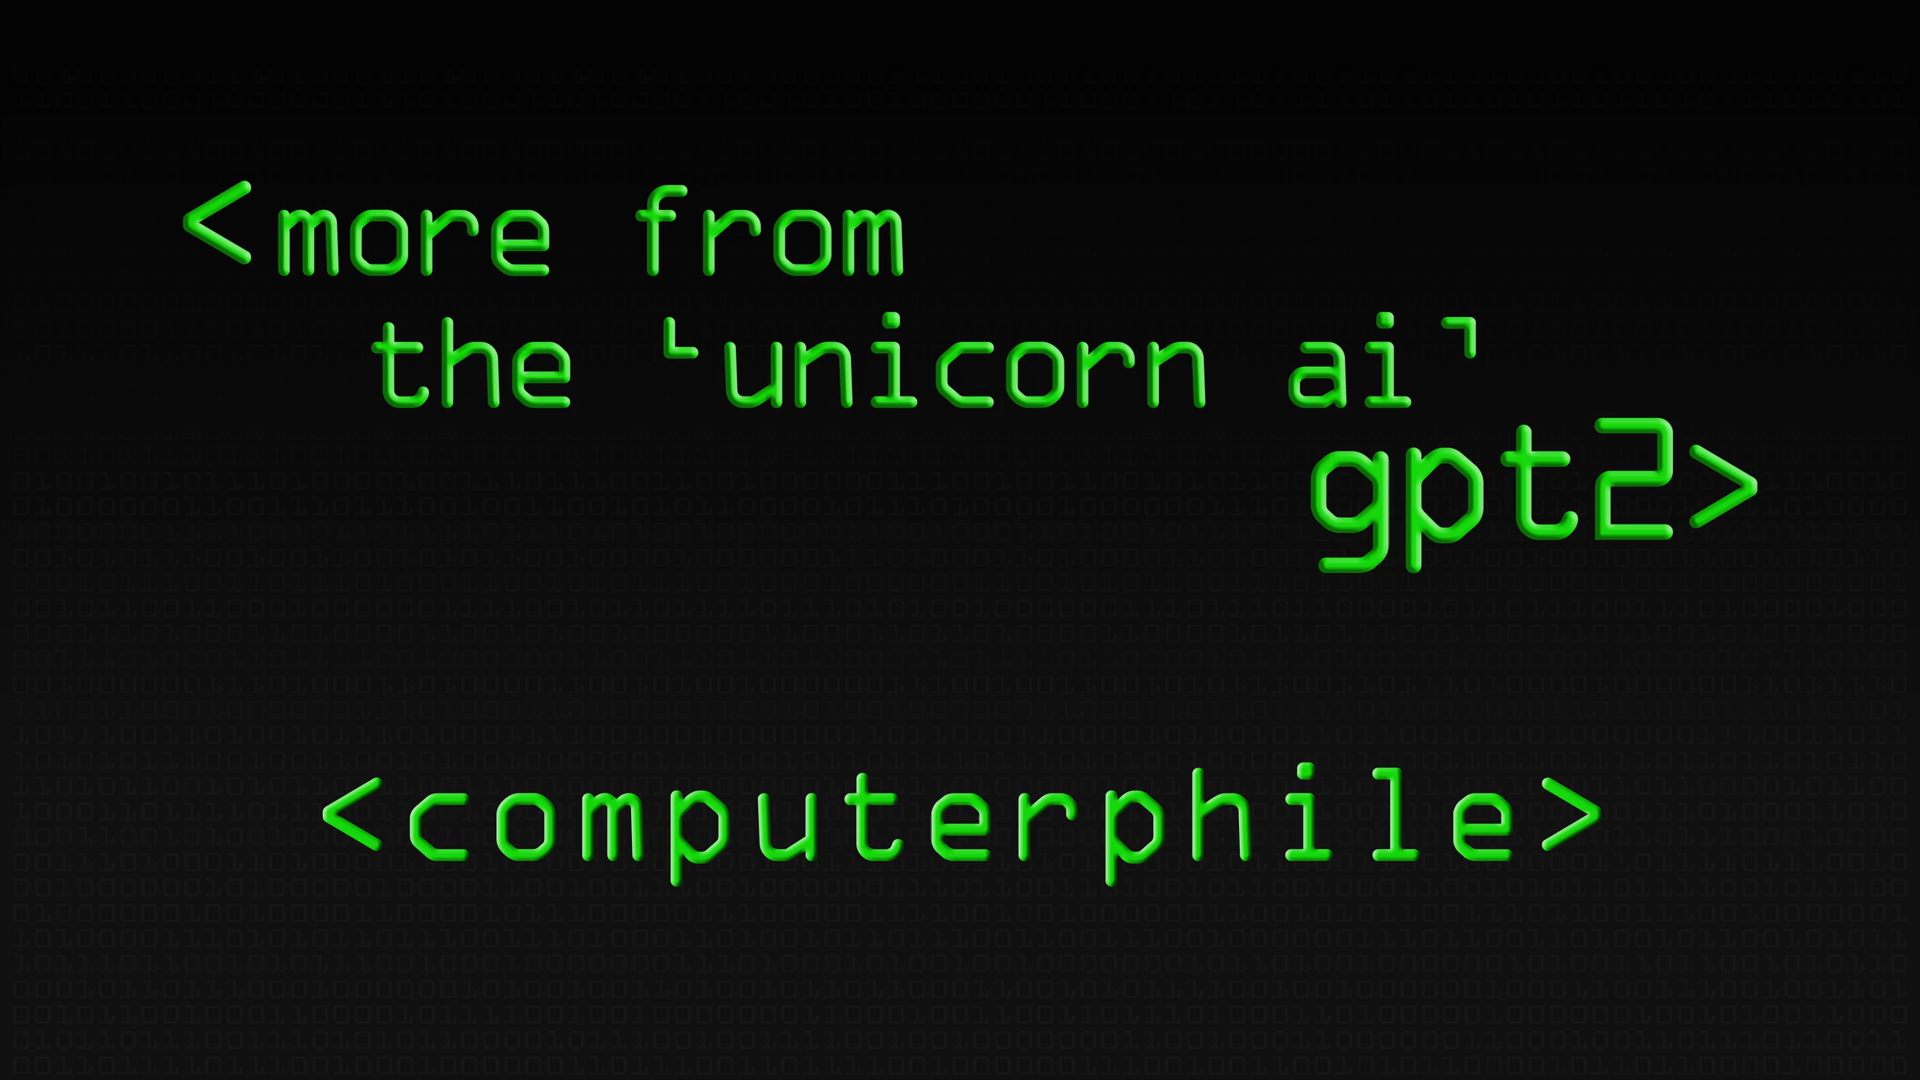 <more from
the 'unicorn ai'
gpt2>
<computerphile>